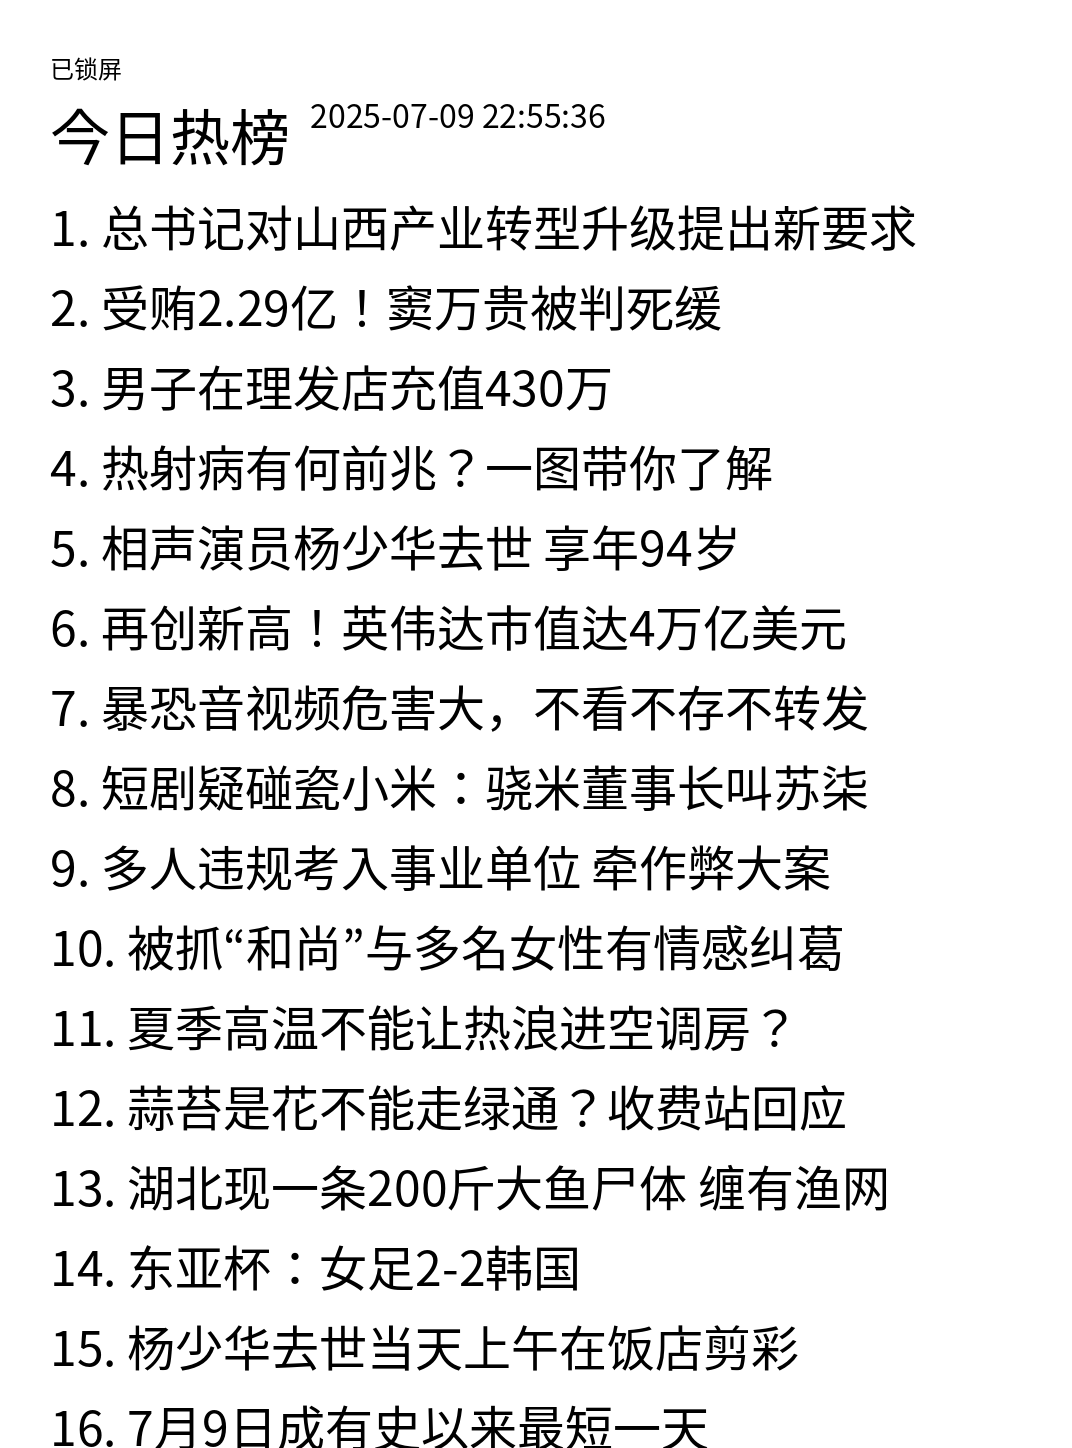 已锁屏
今日热榜 2025-07-09 22:55:36
1. 总书记对山西产业转型升级提出新要求
2. 受贿2.29亿！窦万贵被判死缓
3. 男子在理发店充值430万
4. 热射病有何前兆？一图带你了解
5. 相声演员杨少华去世 享年94岁
6. 再创新高！英伟达市值达4万亿美元
7. 暴恐音视频危害大，不看不存不转发
8. 短剧疑碰瓷小米：骁米董事长叫苏柒
9. 多人违规考入事业单位 牵作弊大案
10. 被抓“和尚”与多名女性有情感纠葛
11. 夏季高温不能让热浪进空调房？
12. 蒜苔是花不能走绿通？收费站回应
13. 湖北现一条200斤大鱼尸体 缠有渔网
14. 东亚杯：女足2-2韩国
15. 杨少华去世当天上午在饭店剪彩
16. 7月9日成有史以来最短一天